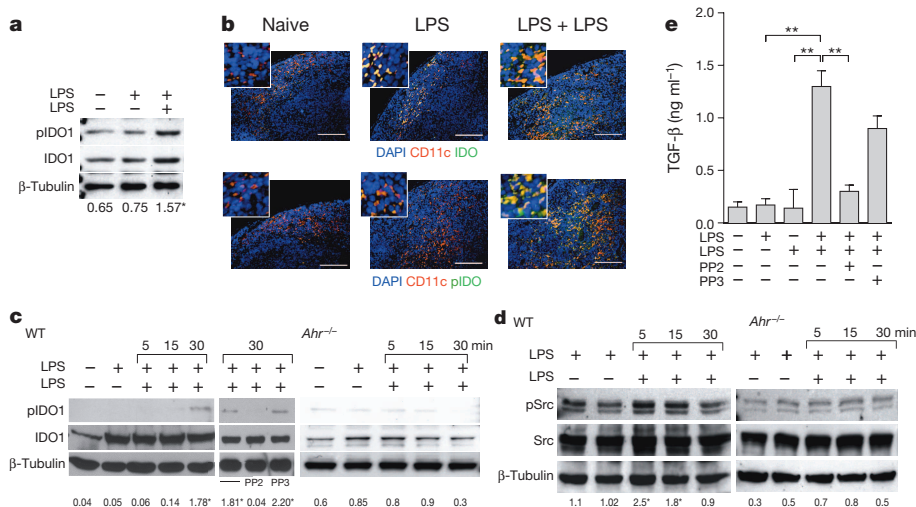 a
LPS − + +
LPS − − +
pIDO1
IDO1
β-Tubulin
0.65 0.75 1.57*
b
Naive LPS LPS + LPS
DAPI CD11c IDO
DAPI CD11c pIDO
e
TGF-β (ng ml−1)
1.5
1.0
0.5
0.0
** ** **
LPS − + − + + +
LPS − − + + + +
PP2 − − − − + −
PP3 − − − − − +
c
WT Ahr−/−
5 15 30 30 5 15 30 min
LPS − + + + + + + + − + + + +
LPS − − + + + + + + − − + + +
pIDO1
IDO1
β-Tubulin
— PP2 PP3
0.04 0.05 0.06 0.14 1.78* 1.81* 0.04 2.20* 0.6 0.85 0.8 0.9 0.3
d
WT Ahr−/−
5 15 30 5 15 30 min
LPS + + + + + + + + + +
LPS − − + + + − − + + +
pSrc
Src
β-Tubulin
1.1 1.02 2.5* 1.8* 0.9 0.3 0.5 0.7 0.8 0.5